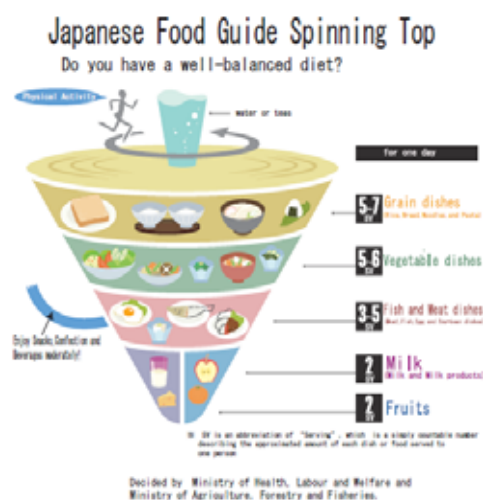 Japanese Food Guide Spinning Top
Do you have a well-balanced diet?
Physical Activity
Water or teas
for one day
5-7 SV Grain dishes
(Rice, Bread, Noodles and Pasta)
5-6 SV Vegetable dishes
3-5 SV Fish and Meat dishes
(Meat, Fish, Egg and Soybean dishes)
2 SV Milk
(Milk and Milk products)
2 SV Fruits
Enjoy Snacks, Confection and
Beverages moderately!
※ SV is an abbreviation of "Serving", which is a simply countable number
describing the approximated amount of each dish or food served to
one person
Decided by Ministry of Health, Labour and Welfare and
Ministry of Agriculture, Forestry and Fisheries.